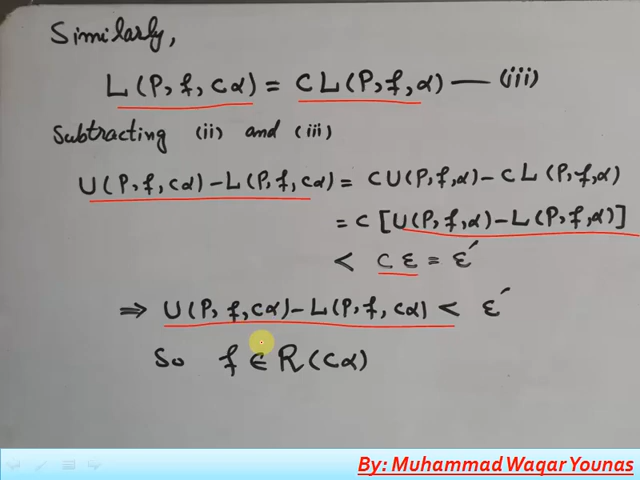 Similarly,
L(P,f,cα) = CL(P,f,α) — (iii)
Subtracting (ii) and (iii)
U(P,f,cα)-L(P,f,cα) = CU(P,f,α)-CL(P,f,α)
= C[U(P,f,α)-L(P,f,α)]
< Cε = ε′
⇒ U(P,f,cα)-L(P,f,cα) < ε′
So f ∈ R(Cα)
By: Muhammad Waqar Younas